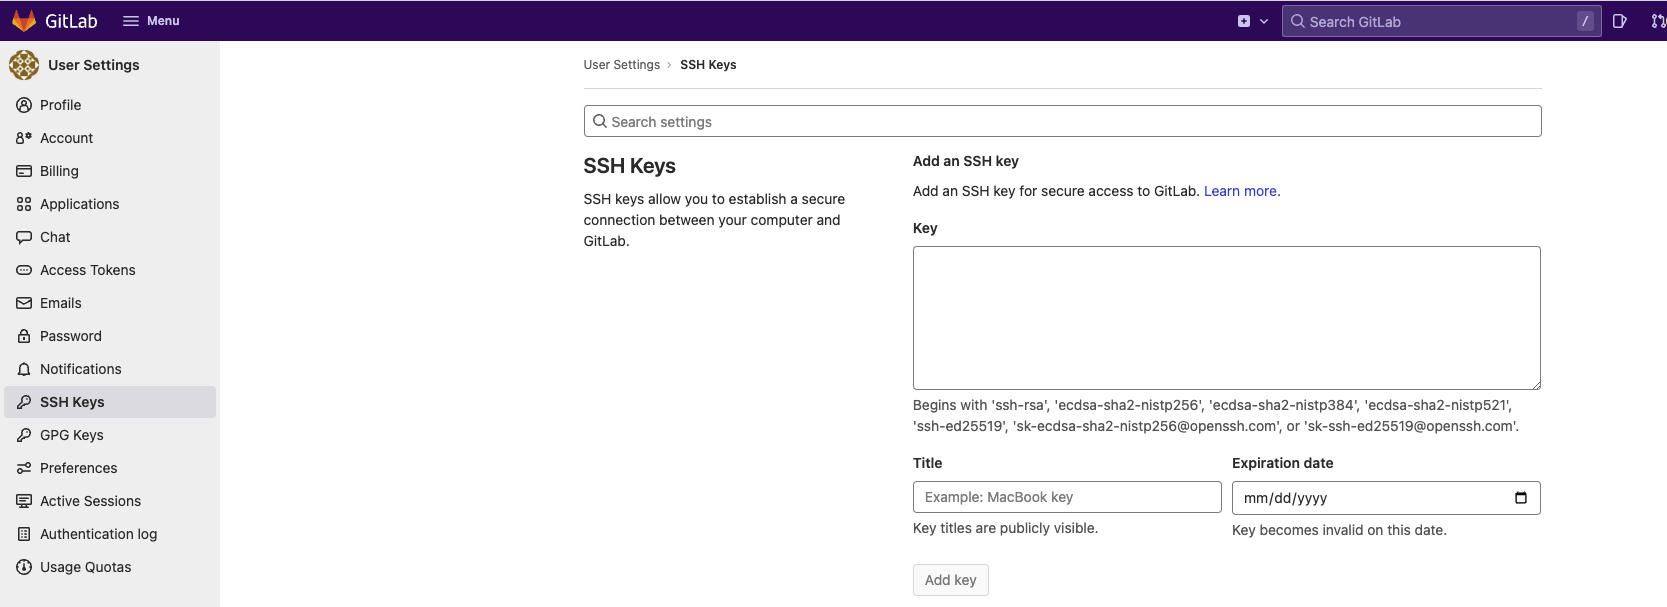 GitLab
Menu
Search GitLab
/
User Settings
Profile
Account
Billing
Applications
Chat
Access Tokens
Emails
Password
Notifications
SSH Keys
GPG Keys
Preferences
Active Sessions
Authentication log
Usage Quotas
User Settings › SSH Keys
Search settings
SSH Keys
SSH keys allow you to establish a secure
connection between your computer and
GitLab.
Add an SSH key
Add an SSH key for secure access to GitLab. Learn more.
Key
Begins with 'ssh-rsa', 'ecdsa-sha2-nistp256', 'ecdsa-sha2-nistp384', 'ecdsa-sha2-nistp521',
'ssh-ed25519', 'sk-ecdsa-sha2-nistp256@openssh.com', or 'sk-ssh-ed25519@openssh.com'.
Title
Example: MacBook key
Key titles are publicly visible.
Expiration date
mm/dd/yyyy
Key becomes invalid on this date.
Add key